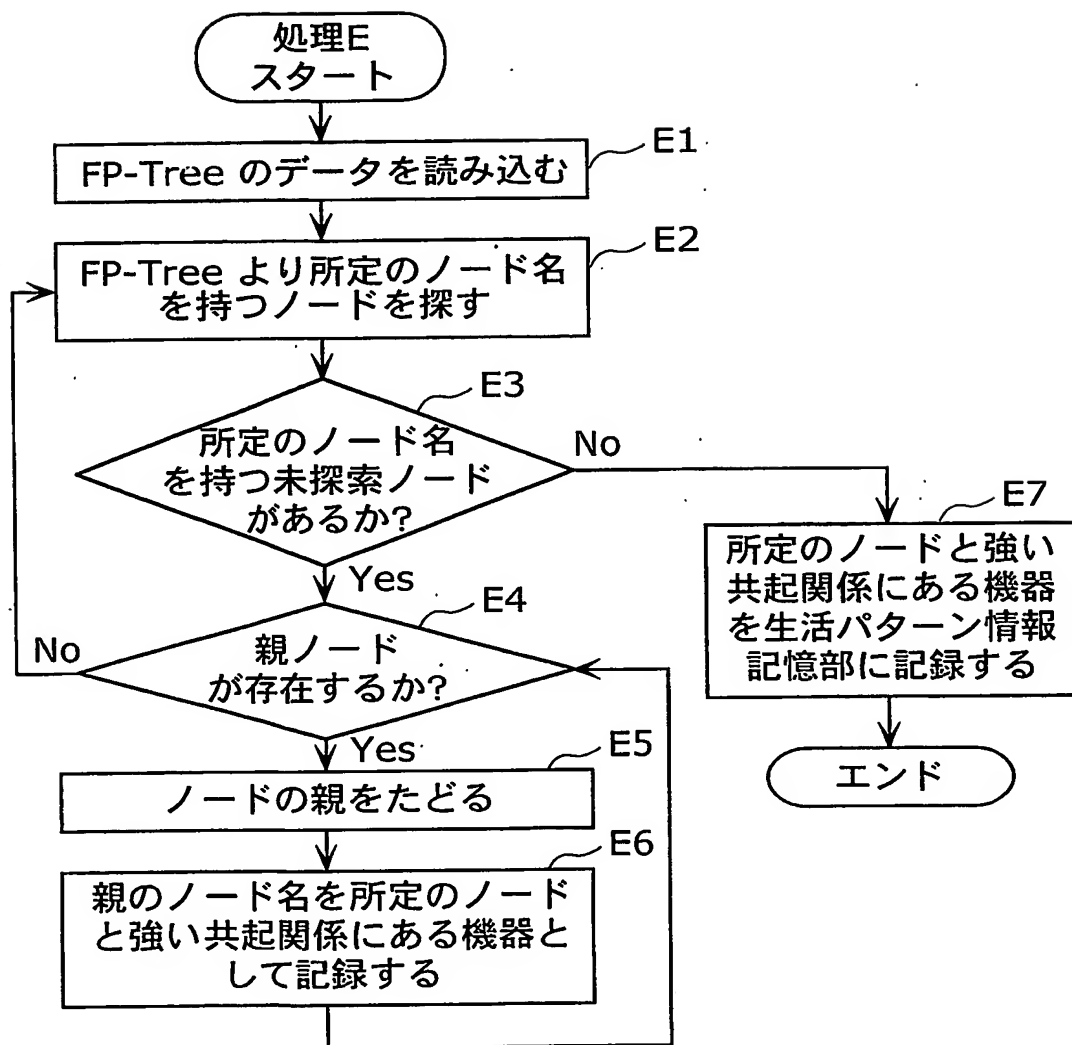 処理E
スタート
E1
FP-Tree のデータを読み込む
E2
FP-Tree より所定のノード名
を持つノードを探す
E3
所定のノード名
を持つ未探索ノード
があるか?
No
Yes
E4
親ノード
が存在するか?
No
Yes
E5
ノードの親をたどる
E6
親のノード名を所定のノード
と強い共起関係にある機器と
して記録する
E7
所定のノードと強い
共起関係にある機器
を生活パターン情報
記憶部に記録する
エンド